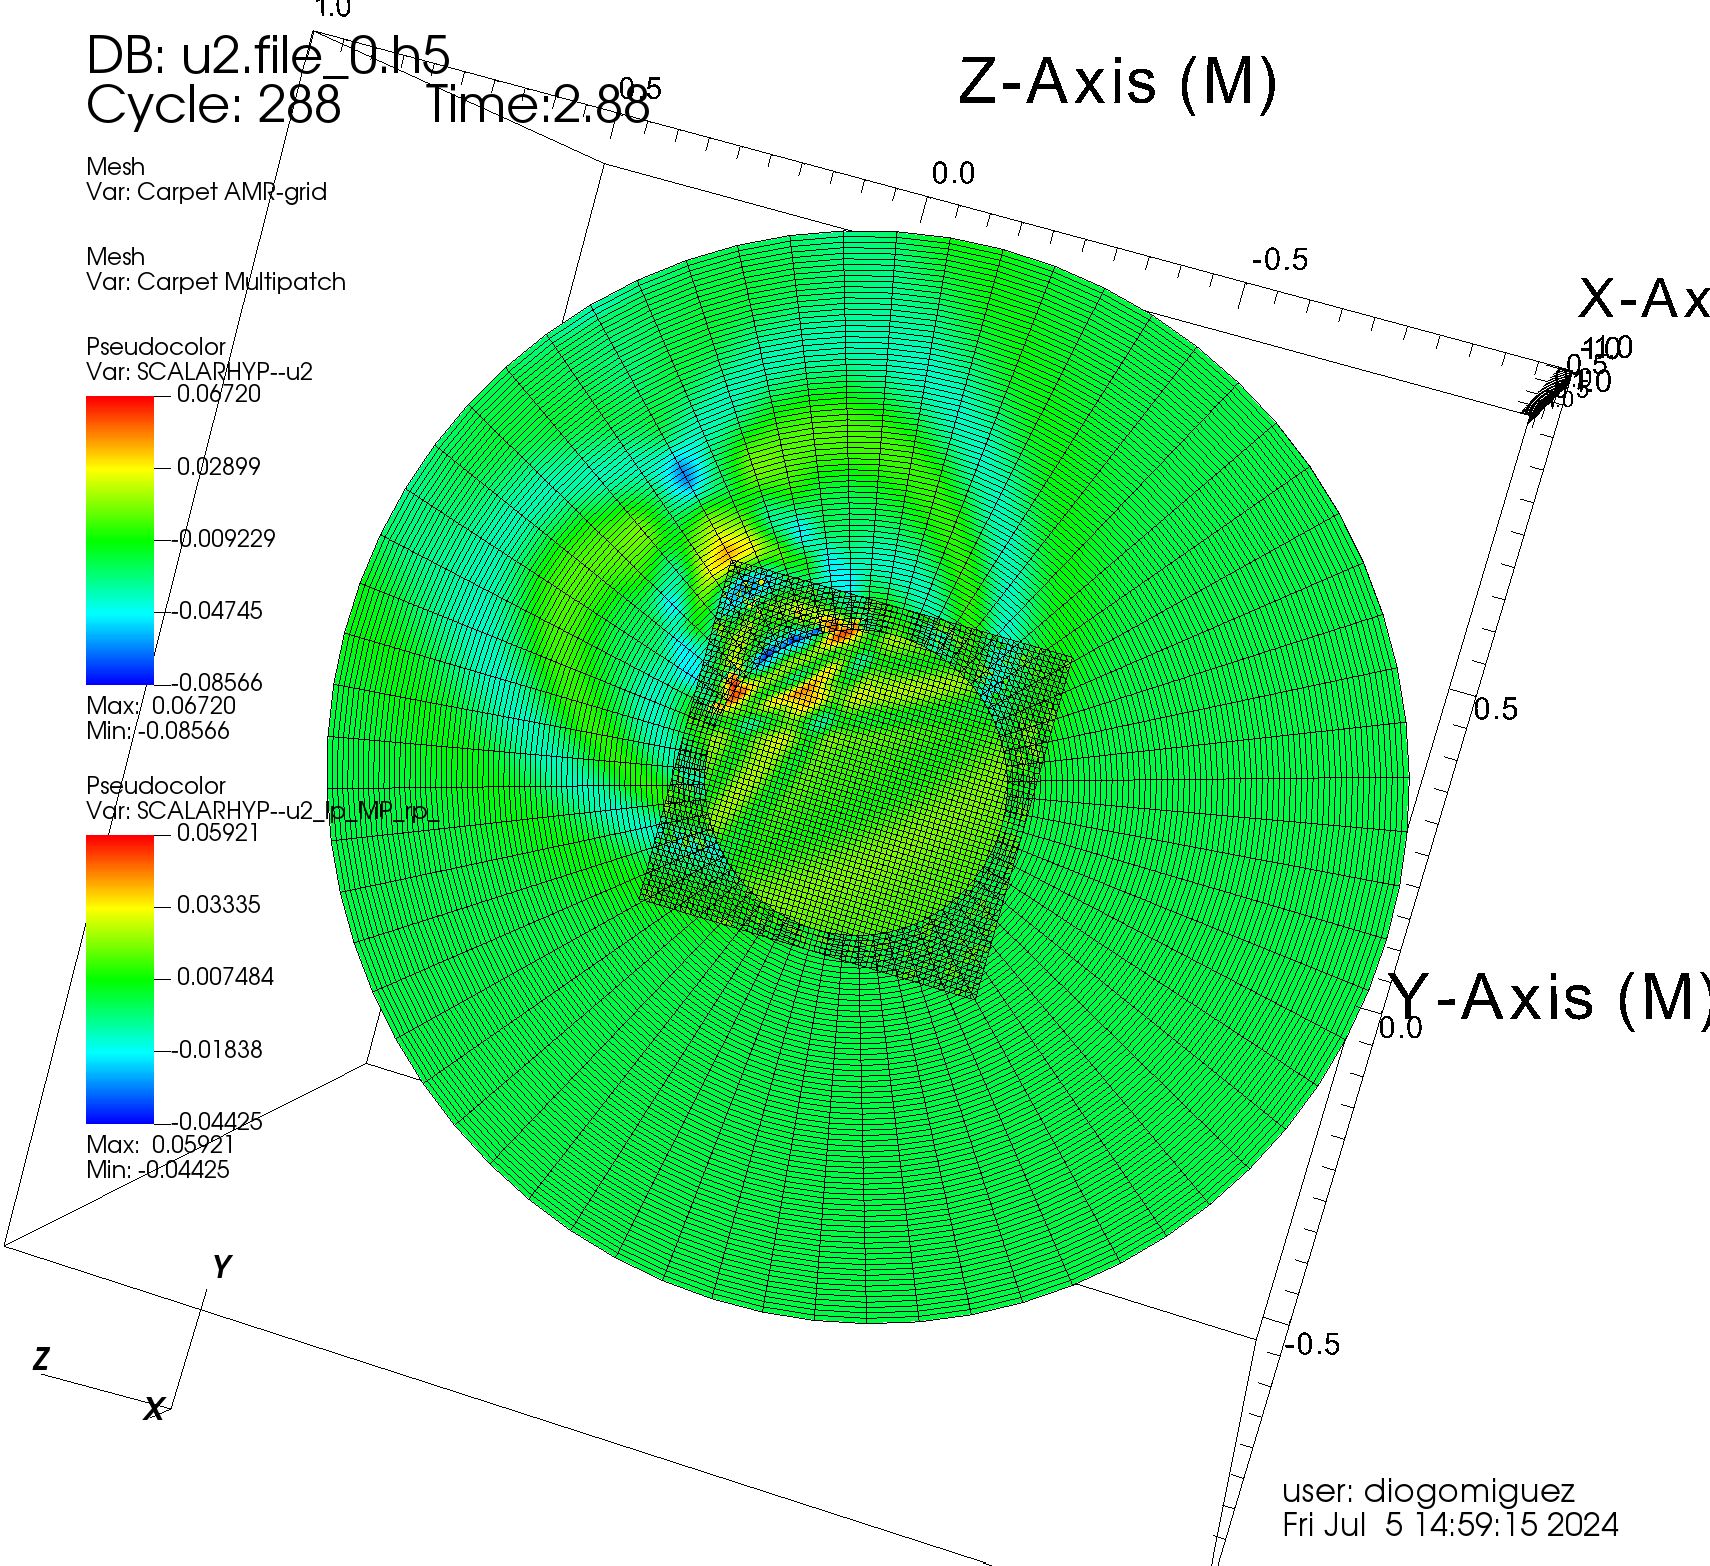 1.0
DB: u2.file_0.h5
Cycle: 288 Time:2.88
0.5
Z-Axis (M)
0.0
-0.5
X-Ax
-1.0
0.5
Mesh
Var: Carpet AMR-grid
Mesh
Var: Carpet Multipatch
Pseudocolor
Var: SCALARHYP--u2
0.06720
0.02899
-0.009229
-0.04745
-0.08566
Max: 0.06720
Min: -0.08566
Pseudocolor
Var: SCALARHYP--u2_lp_MP_rp_
0.05921
0.03335
0.007484
-0.01838
-0.04425
Max: 0.05921
Min: -0.04425
0.5
Y-Axis (M)
0.0
-0.5
Y
Z
X
user: diogomiguez
Fri Jul 5 14:59:15 2024